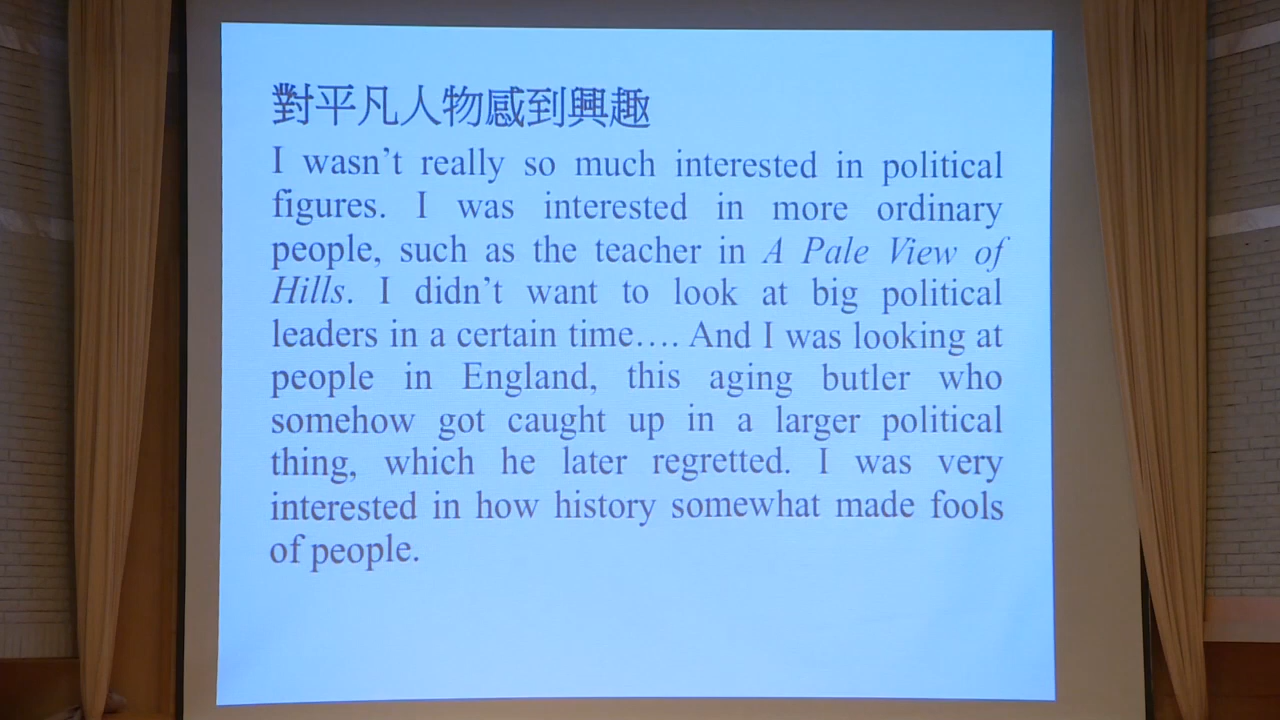 對平凡人物感到興趣
I wasn’t really so much interested in political
figures. I was interested in more ordinary
people, such as the teacher in A Pale View of
Hills. I didn’t want to look at big political
leaders in a certain time…. And I was looking at
people in England, this aging butler who
somehow got caught up in a larger political
thing, which he later regretted. I was very
interested in how history somewhat made fools
of people.